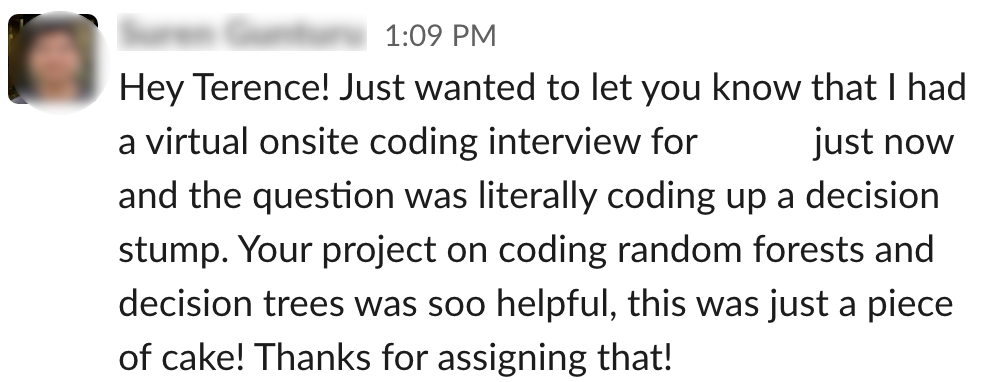 1:09 PM
Hey Terence! Just wanted to let you know that I had
a virtual onsite coding interview for just now
and the question was literally coding up a decision
stump. Your project on coding random forests and
decision trees was soo helpful, this was just a piece
of cake! Thanks for assigning that!